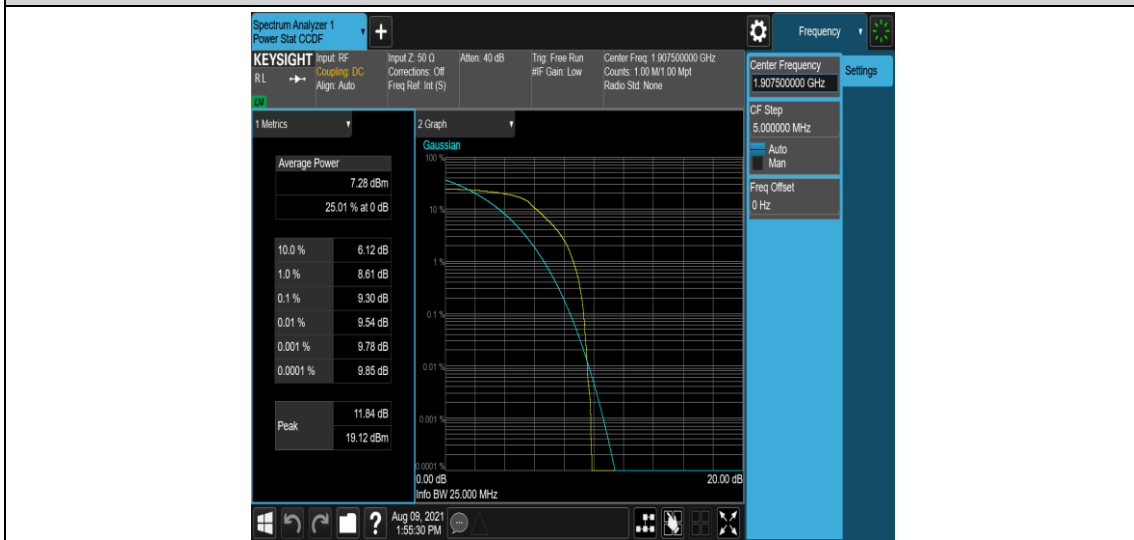 Spectrum Analyzer 1
Power Stat CCDF
+
Frequency
KEYSIGHT
RL
LXI
Input: RF
Coupling: DC
Align: Auto
Input Z: 50 Ω
Corrections: Off
Freq Ref: Int (S)
Atten: 40 dB
Trig: Free Run
#IF Gain: Low
Center Freq: 1.907500000 GHz
Counts: 1.00 M/1.00 Mpt
Radio Std: None
Center Frequency
1.907500000 GHz
Settings
CF Step
5.000000 MHz
Auto
Man
Freq Offset
0 Hz
1 Metrics
Average Power
7.28 dBm
25.01 % at 0 dB
10.0 % 6.12 dB
1.0 % 8.61 dB
0.1 % 9.30 dB
0.01 % 9.54 dB
0.001 % 9.78 dB
0.0001 % 9.85 dB
Peak
11.84 dB
19.12 dBm
2 Graph
Gaussian
100 %
10 %
1 %
0.1 %
0.01 %
0.001 %
0.0001 %
0.00 dB 20.00 dB
Info BW 25.000 MHz
?
Aug 09, 2021
1:55:30 PM